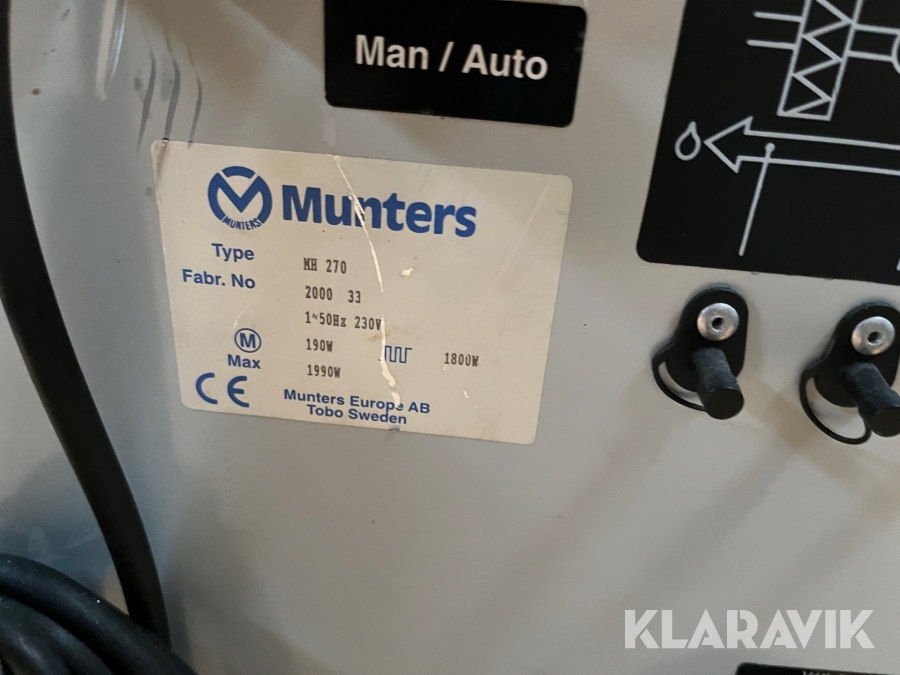 Man / Auto
MUNTERS
Munters
Type MH 270
Fabr. No 2000 33
1~50Hz 230V
M 190W 1800W
Max 1990W
CE
Munters Europe AB
Tobo Sweden
KLARAVIK